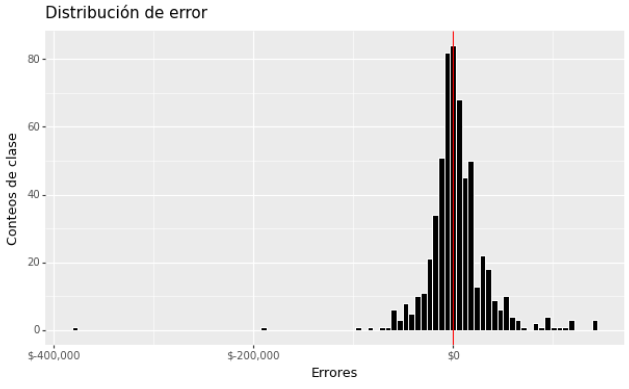 Distribución de error
Conteos de clase
80
60
40
20
0
$-400,000
$-200,000
$0
Errores